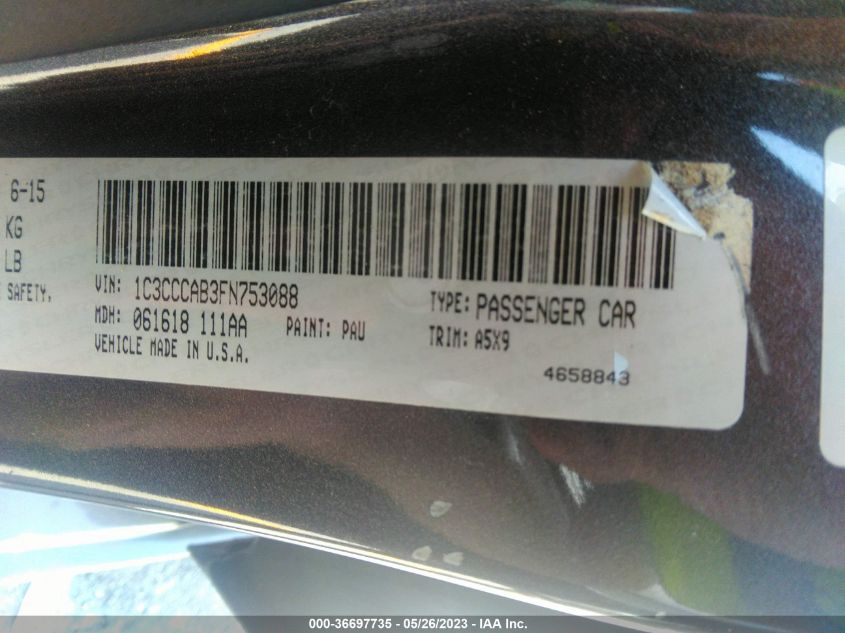 6-15
KG
LB
SAFETY.
VIN: 1C3CCCAB3FN753088
TYPE: PASSENGER CAR
MDH: 061618 111AA
PAINT: PAU
TRIM: A5X9
VEHICLE MADE IN U.S.A.
4658843
000-36697735 - 05/26/2023 - IAA Inc.